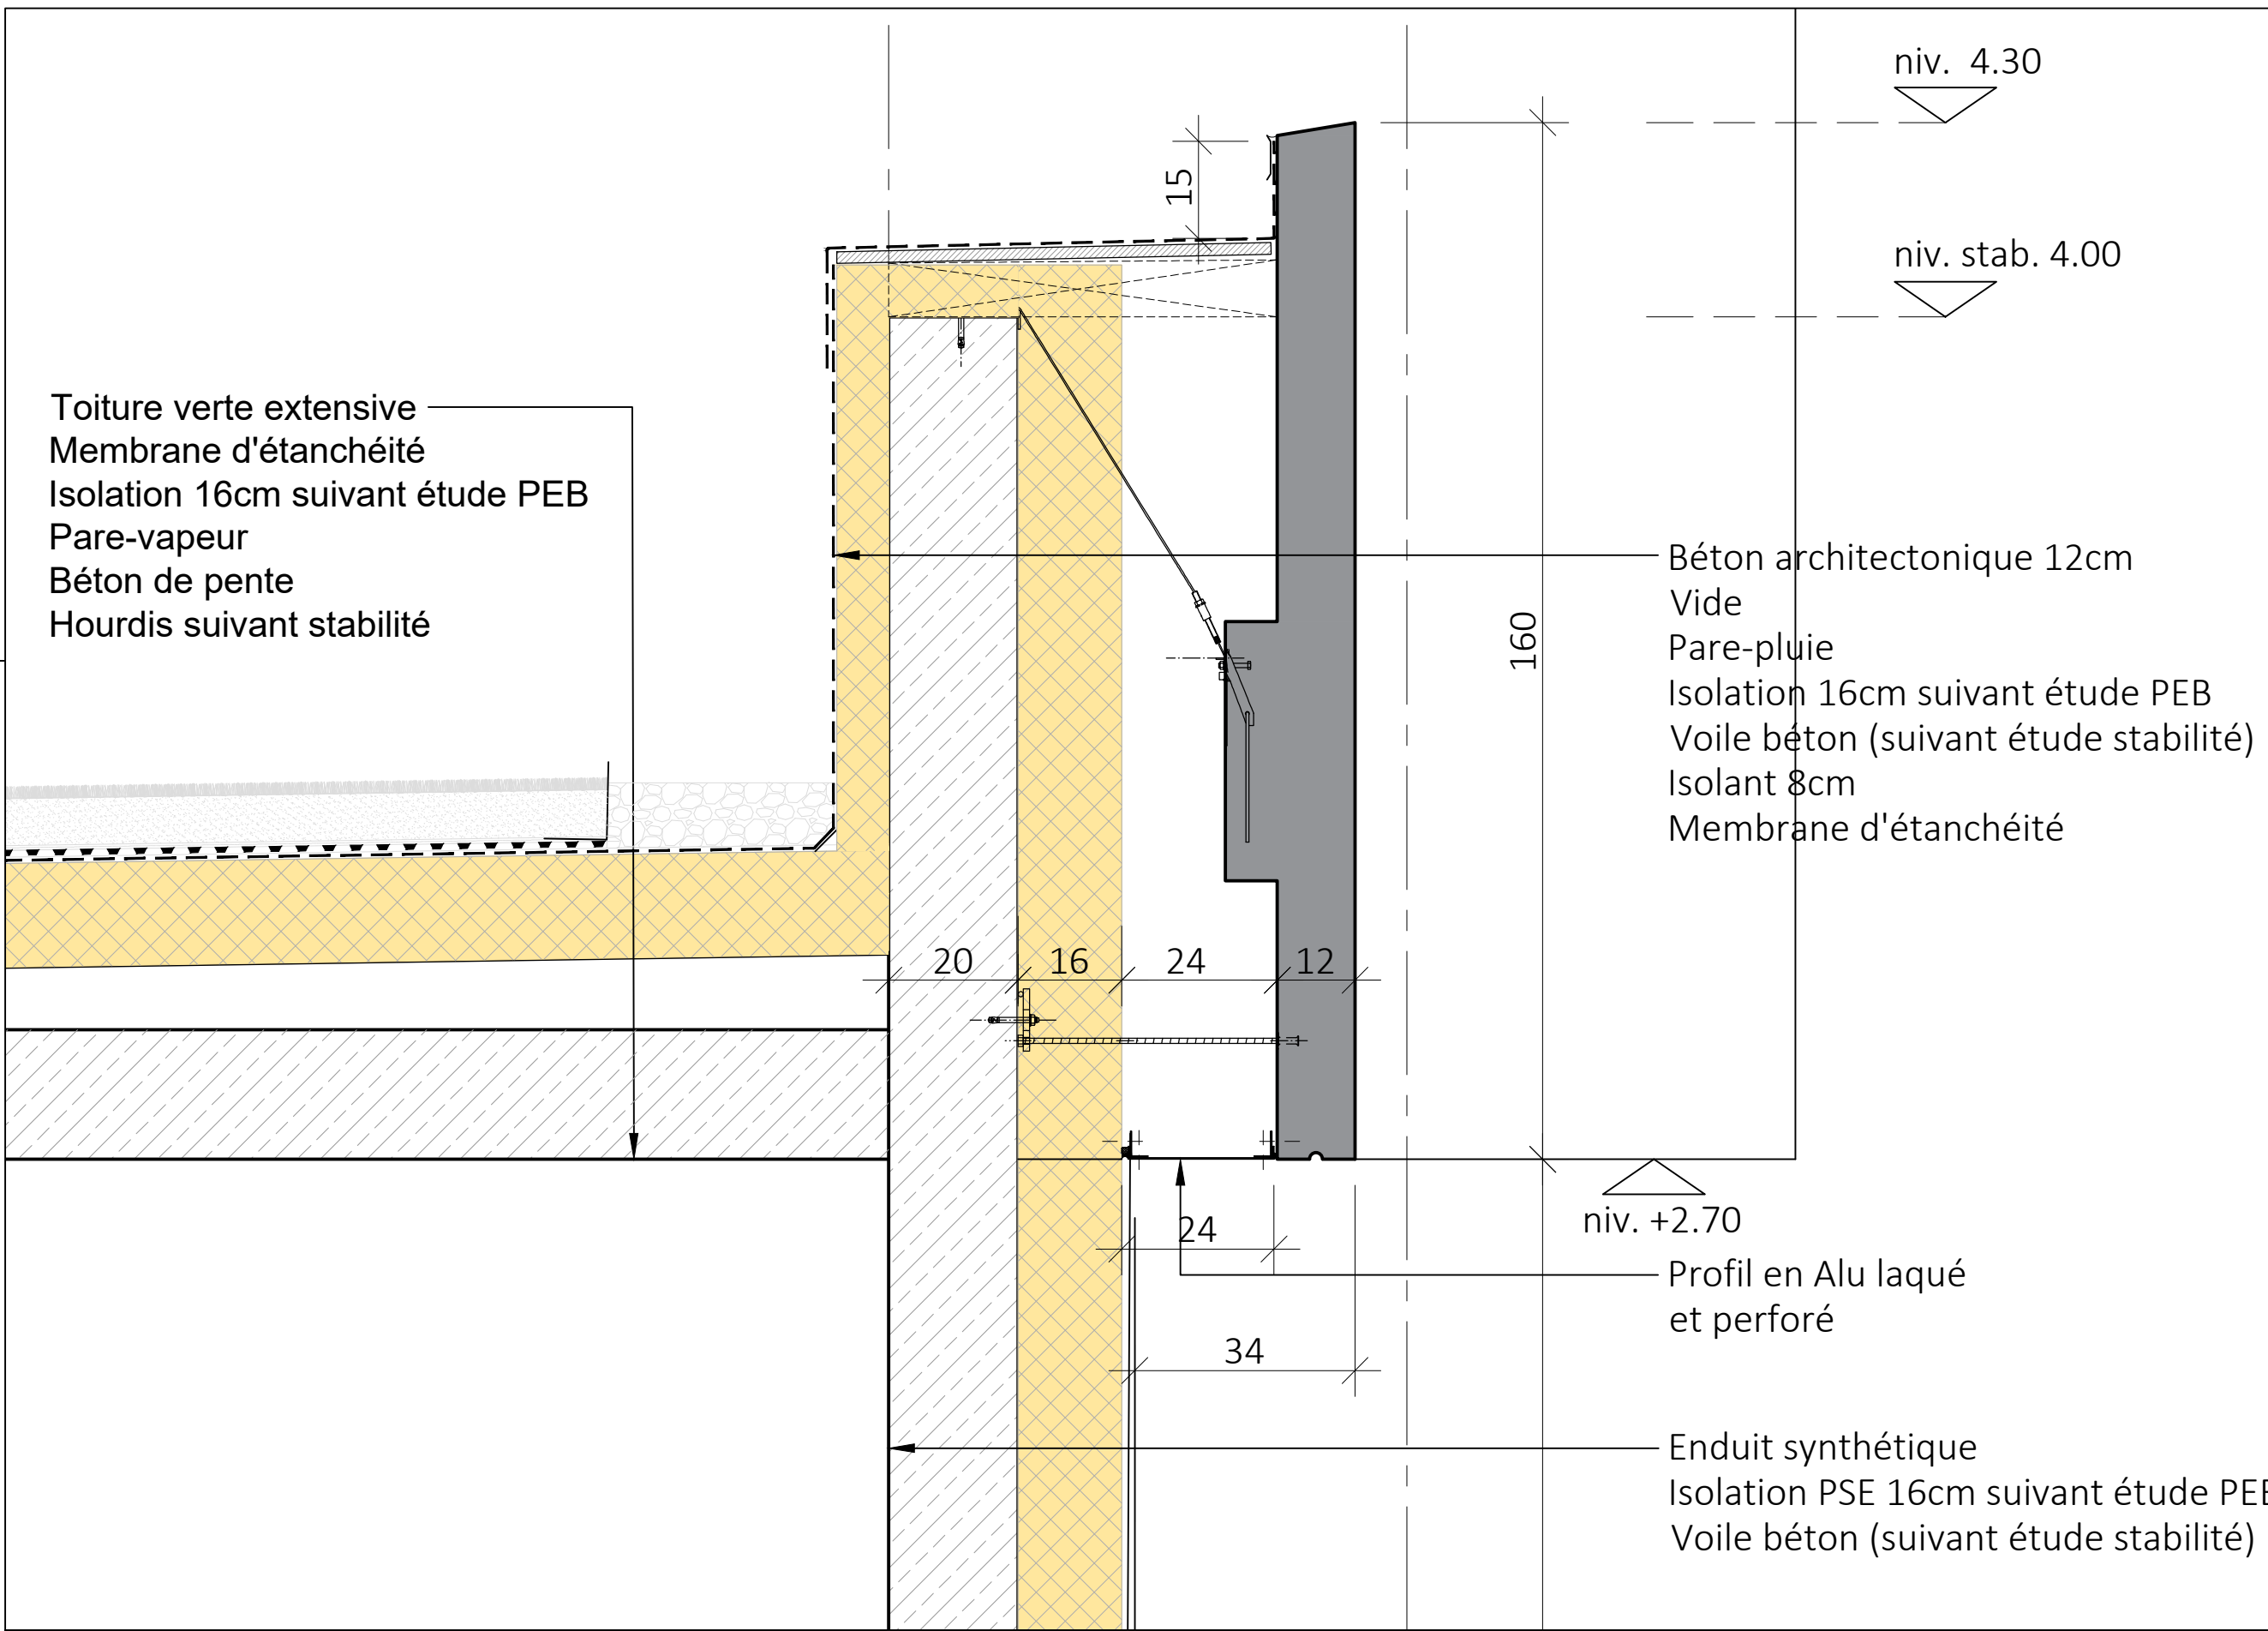 niv.  4.30
15
niv. stab. 4.00
Toiture verte extensive
Membrane d'étanchéité
Isolation 16cm suivant étude PEB
Pare-vapeur
Béton de pente
Hourdis suivant stabilité
160
Béton architectonique 12cm
Vide
Pare-pluie
Isolation 16cm suivant étude PEB
Voile béton (suivant étude stabilité)
Isolant 8cm
Membrane d'étanchéité
20 16 24 12
niv. +2.70
24
Profil en Alu laqué
et perforé
34
Enduit synthétique
Isolation PSE 16cm suivant étude PEB
Voile béton (suivant étude stabilité)